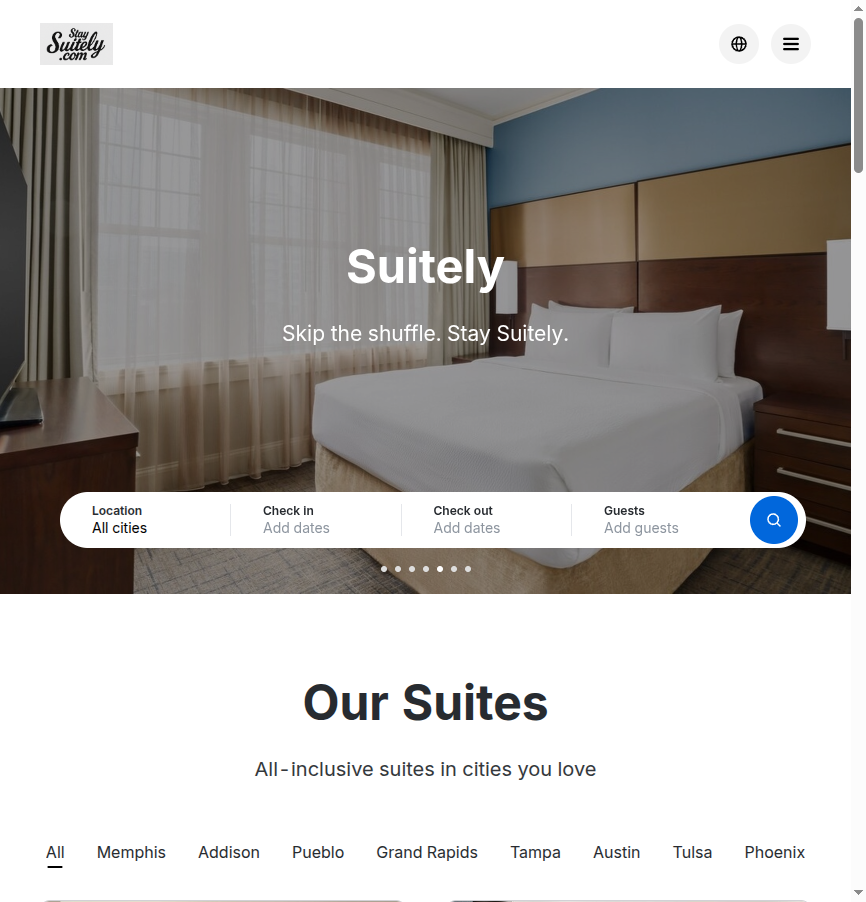 Stay
Suitely
.com
Suitely
Skip the shuffle. Stay Suitely.
Location
All cities
Check in
Add dates
Check out
Add dates
Guests
Add guests
Our Suites
All-inclusive suites in cities you love
All Memphis Addison Pueblo Grand Rapids Tampa Austin Tulsa Phoenix